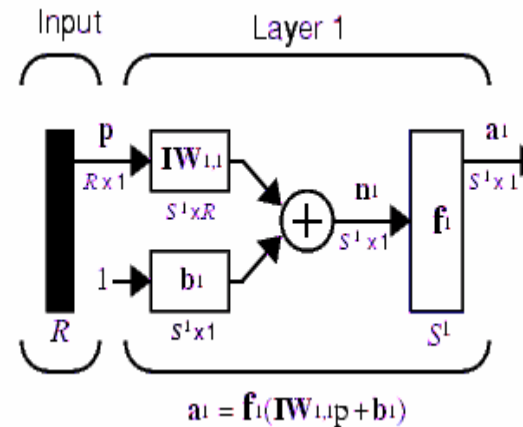 Input Layer 1
p IW1,1 a1
R x 1 S1 x 1
S1 x R n1 f1
S1 x 1
1 b1
R S1 x 1 S1
a1 = f1(IW1,1p + b1)